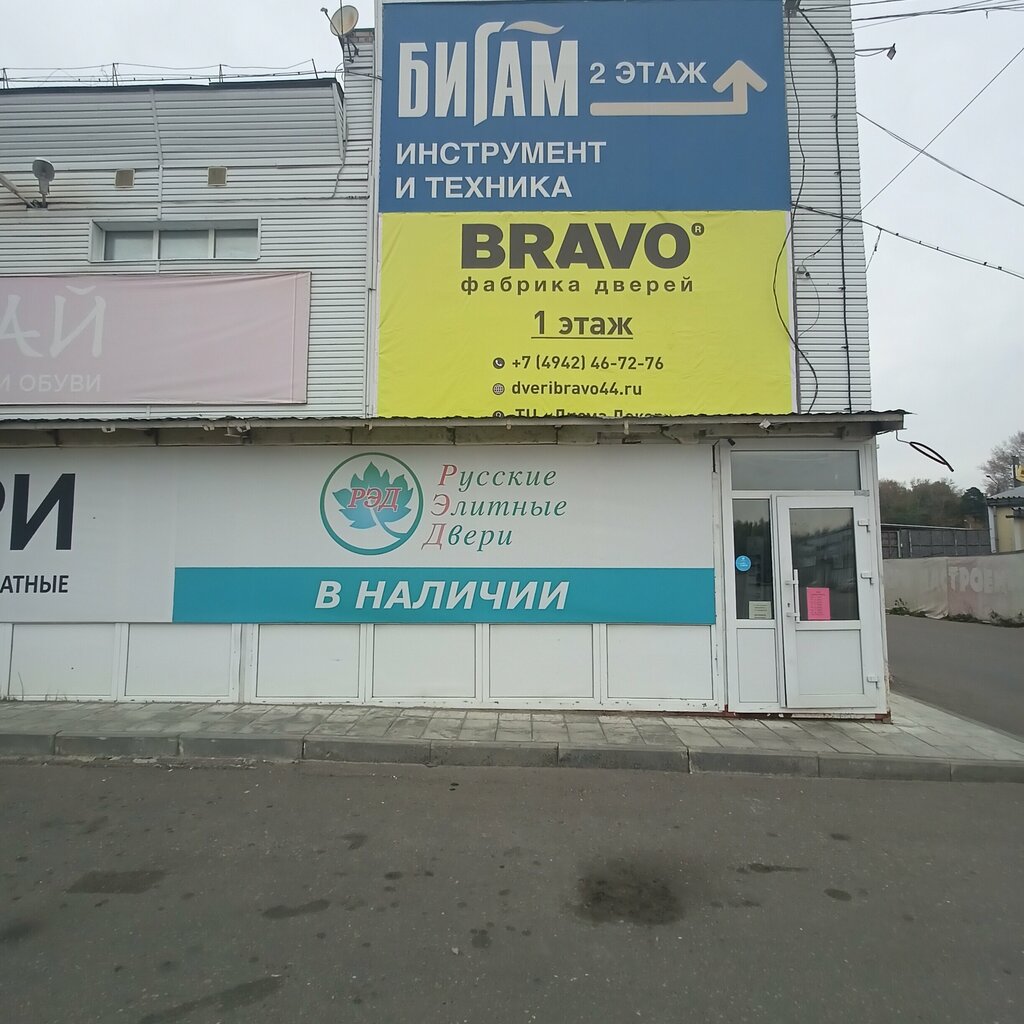 БИГАМ
2 ЭТАЖ
ИНСТРУМЕНТ
И ТЕХНИКА
BRAVO®
фабрика дверей
1 этаж
+7 (4942) 46-72-76
dveribravo44.ru
АЙ
И ОБУВИ
РИ
АТНЫЕ
РЭД
Русские
Элитные
Двери
В НАЛИЧИИ